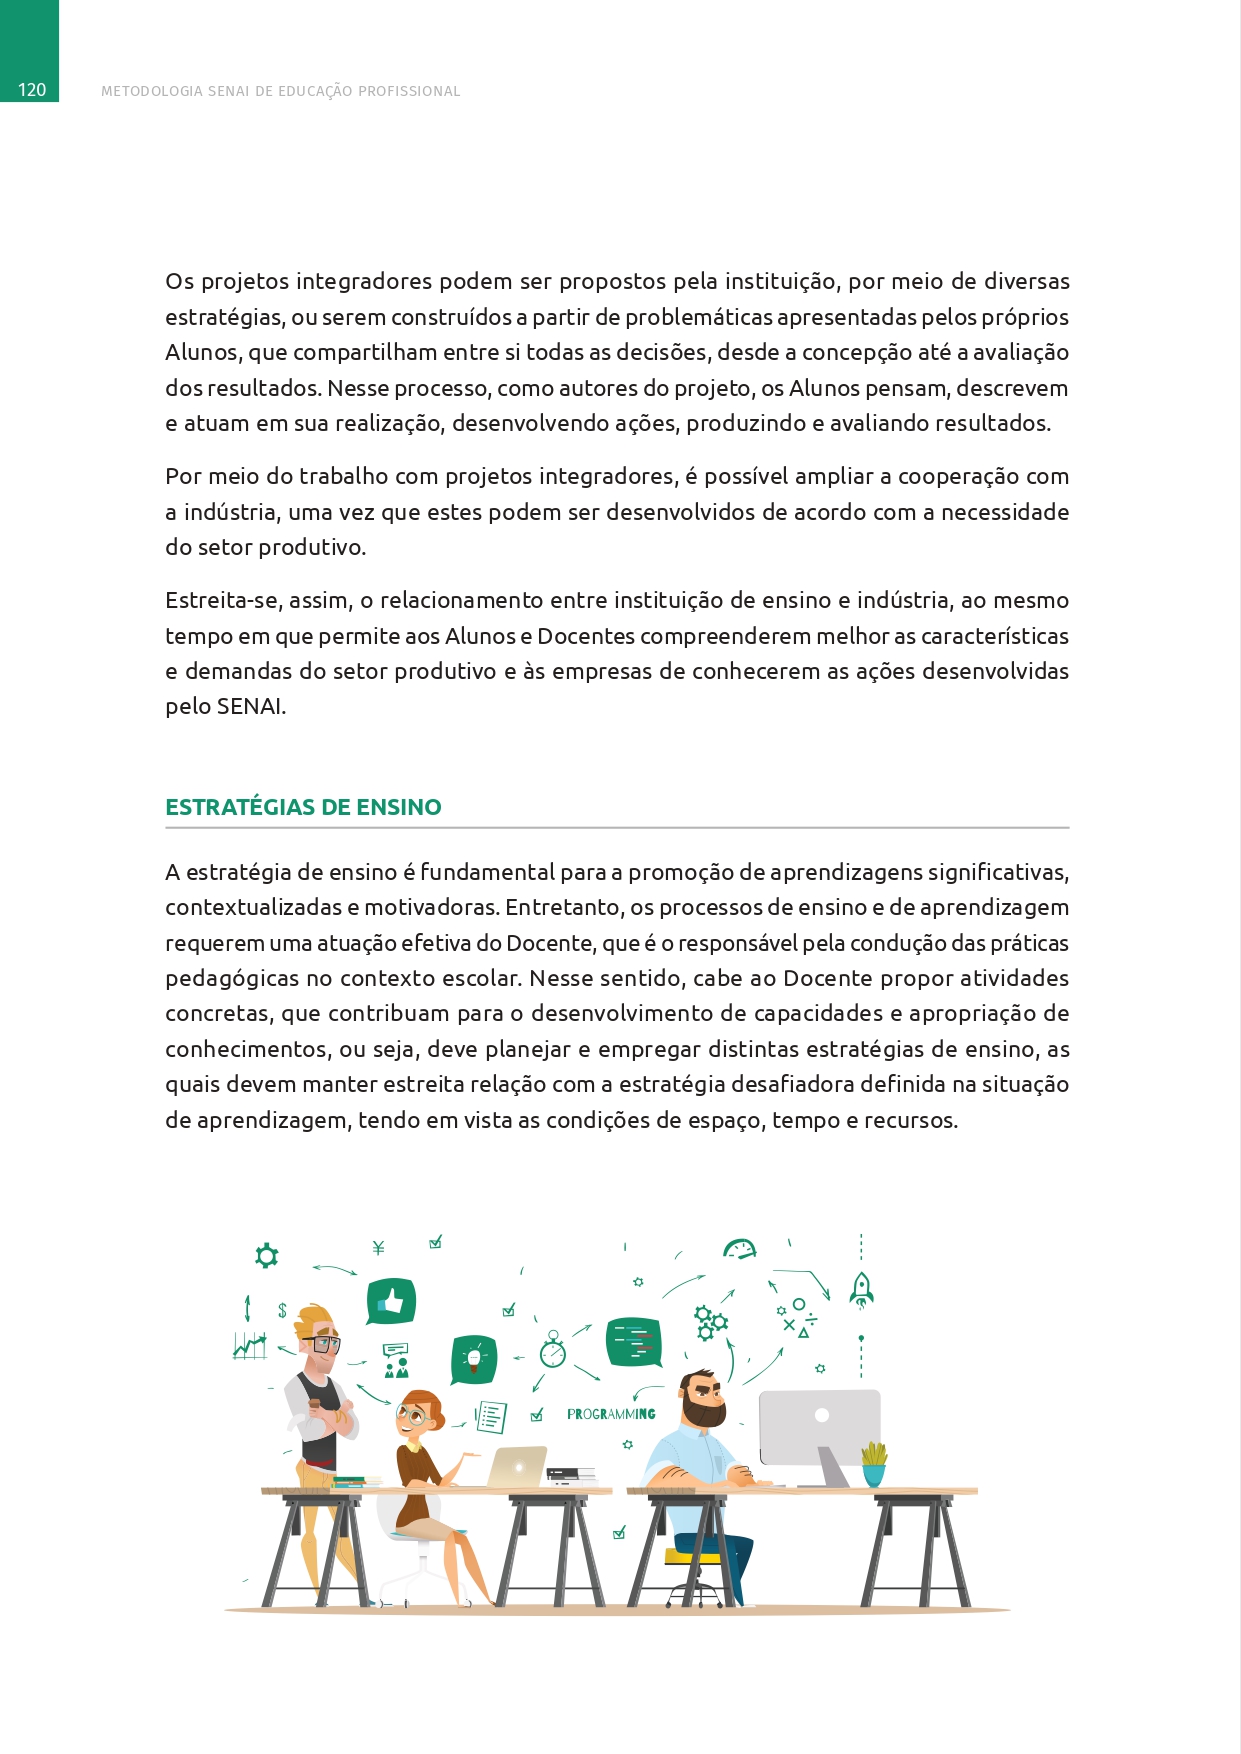 120
METODOLOGIA SENAI DE EDUCAÇÃO PROFISSIONAL
Os projetos integradores podem ser propostos pela instituição, por meio de diversas
estratégias, ou serem construídos a partir de problemáticas apresentadas pelos próprios
Alunos, que compartilham entre si todas as decisões, desde a concepção até a avaliação
dos resultados. Nesse processo, como autores do projeto, os Alunos pensam, descrevem
e atuam em sua realização, desenvolvendo ações, produzindo e avaliando resultados.
Por meio do trabalho com projetos integradores, é possível ampliar a cooperação com
a indústria, uma vez que estes podem ser desenvolvidos de acordo com a necessidade
do setor produtivo.
Estreita-se, assim, o relacionamento entre instituição de ensino e indústria, ao mesmo
tempo em que permite aos Alunos e Docentes compreenderem melhor as características
e demandas do setor produtivo e às empresas de conhecerem as ações desenvolvidas
pelo SENAI.
ESTRATÉGIAS DE ENSINO
A estratégia de ensino é fundamental para a promoção de aprendizagens significativas,
contextualizadas e motivadoras. Entretanto, os processos de ensino e de aprendizagem
requerem uma atuação efetiva do Docente, que é o responsável pela condução das práticas
pedagógicas no contexto escolar. Nesse sentido, cabe ao Docente propor atividades
concretas, que contribuam para o desenvolvimento de capacidades e apropriação de
conhecimentos, ou seja, deve planejar e empregar distintas estratégias de ensino, as
quais devem manter estreita relação com a estratégia desafiadora definida na situação
de aprendizagem, tendo em vista as condições de espaço, tempo e recursos.
¥
$
PROGRAMMING